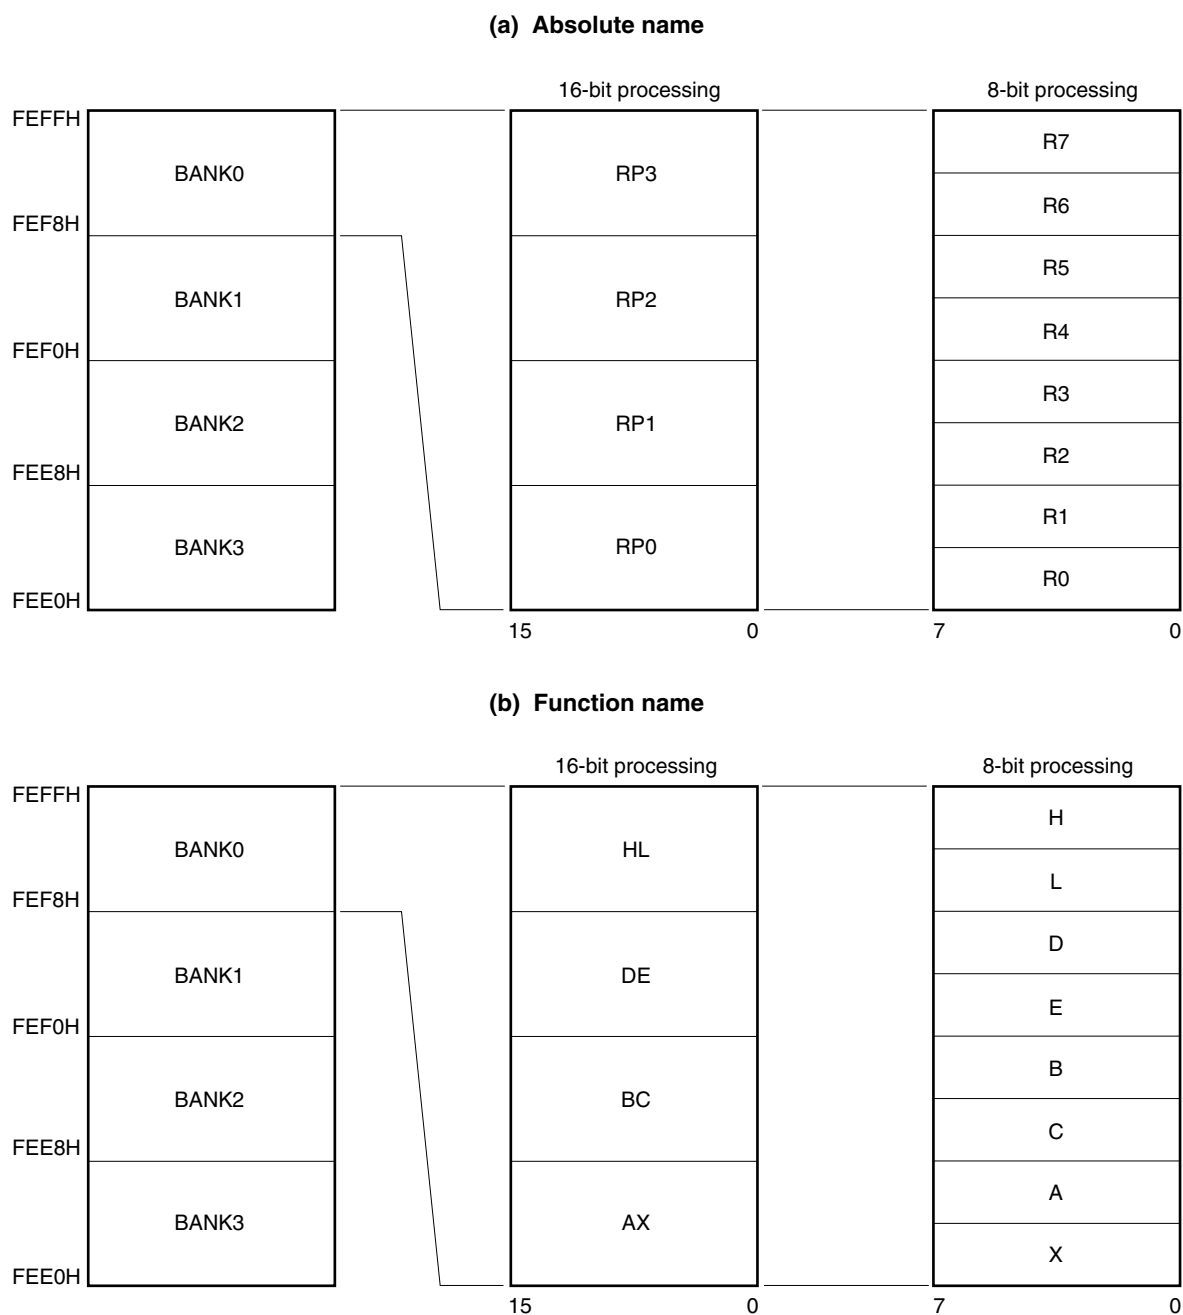 (a) Absolute name
16-bit processing
8-bit processing
FEFFH
BANK0
RP3
R7
R6
FEF8H
BANK1
RP2
R5
R4
FEF0H
BANK2
RP1
R3
R2
FEE8H
BANK3
RP0
R1
R0
FEE0H
15
0
7
0
(b) Function name
16-bit processing
8-bit processing
FEFFH
BANK0
HL
H
L
FEF8H
BANK1
DE
D
E
FEF0H
BANK2
BC
B
C
FEE8H
BANK3
AX
A
X
FEE0H
15
0
7
0